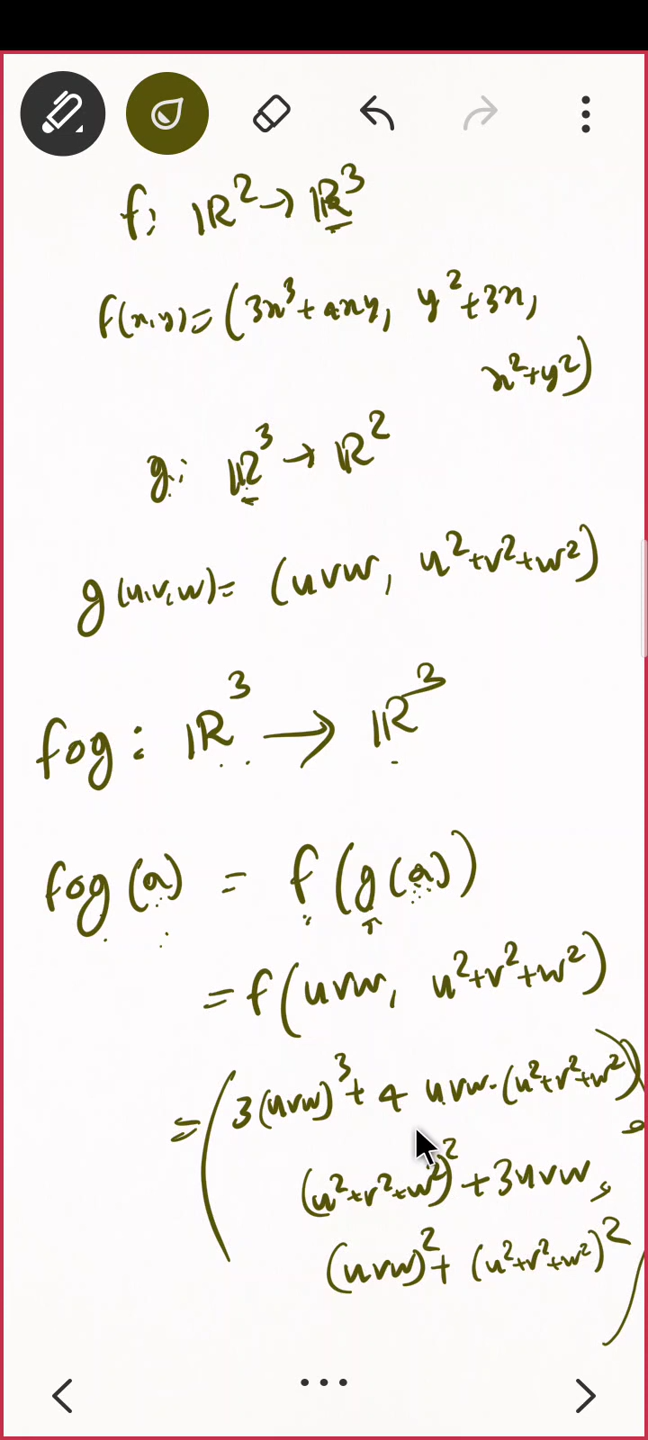 f: ℝ² → ℝ³
f(x,y) = (3x³ + 4xy, y² + 3x,
x² + y²)
g: ℝ³ → ℝ²
g(u,v,w) = (uvw, u² + v² + w²)
fog : ℝ³ → ℝ³
fog(a) = f(g(a))
= f(uvw, u² + v² + w²)
= (3(uvw)³ + 4 uvw·(u² + v² + w²),
(u² + v² + w²)² + 3uvw,
(uvw)² + (u² + v² + w²)²)